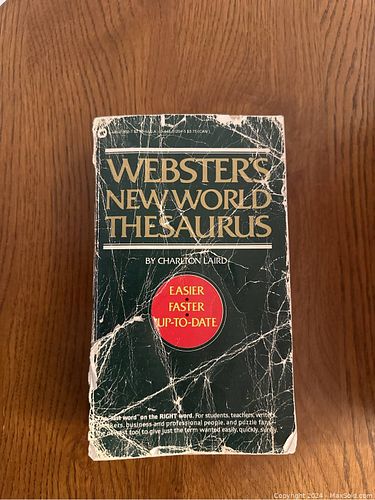 WEBSTER'S
NEW WORLD
THESAURUS
BY CHARLTON LAIRD
EASIER
FASTER
UP-TO-DATE
word" on the RIGHT word. For students, teachers,
business and professional people, and puzzle fans
tool to give just the term wanted easily, quickly, surely.
Copyright 2024 - MaxSold.com